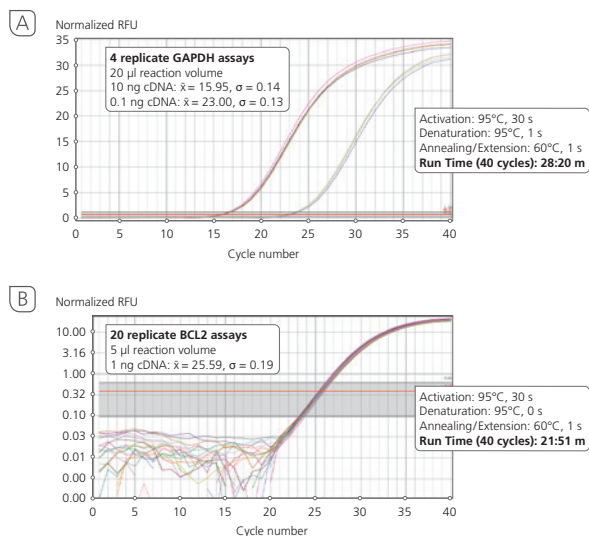 A
Normalized RFU
35
30
25
20
15
10
5
0
4 replicate GAPDH assays
20 µl reaction volume
10 ng cDNA: x̄ = 15.95, σ = 0.14
0.1 ng cDNA: x̄ = 23.00, σ = 0.13
Activation: 95°C, 30 s
Denaturation: 95°C, 1 s
Annealing/Extension: 60°C, 1 s
Run Time (40 cycles): 28:20 m
0 5 10 15 20 25 30 35 40
Cycle number
B
Normalized RFU
10.00
3.16
1.00
0.32
0.10
0.03
0.01
0.00
0.00
20 replicate BCL2 assays
5 µl reaction volume
1 ng cDNA: x̄ = 25.59, σ = 0.19
Activation: 95°C, 30 s
Denaturation: 95°C, 0 s
Annealing/Extension: 60°C, 1 s
Run Time (40 cycles): 21:51 m
0 5 10 15 20 25 30 35 40
Cycle number